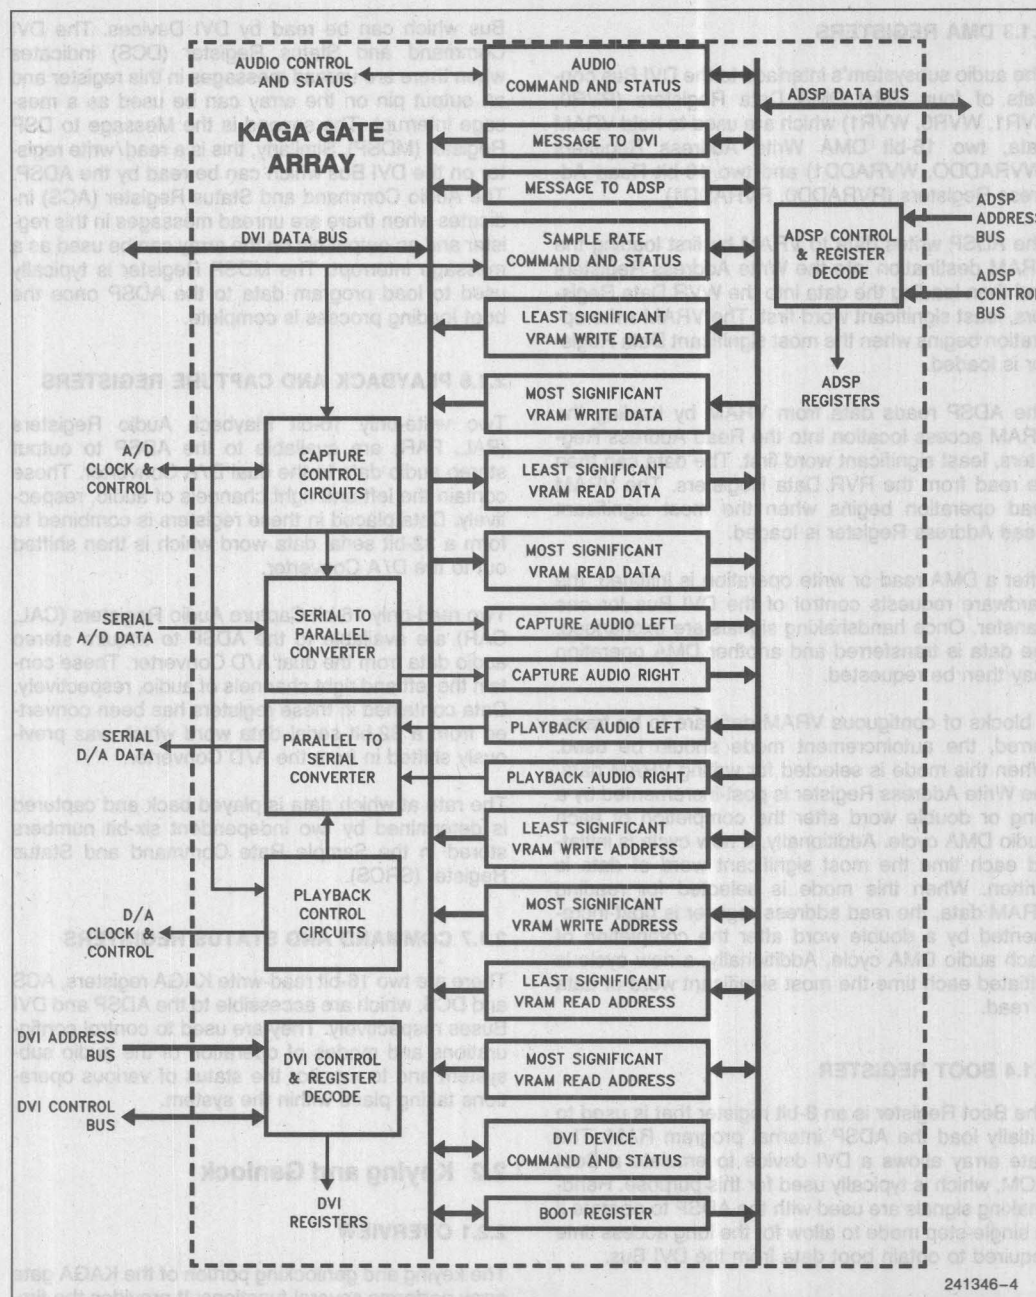 AUDIO CONTROL
AND STATUS
KAGA GATE
ARRAY
AUDIO
COMMAND AND STATUS
MESSAGE TO DVI
MESSAGE TO ADSP
SAMPLE RATE
COMMAND AND STATUS
LEAST SIGNIFICANT
VRAM WRITE DATA
MOST SIGNIFICANT
VRAM WRITE DATA
LEAST SIGNIFICANT
VRAM READ DATA
MOST SIGNIFICANT
VRAM READ DATA
CAPTURE AUDIO LEFT
CAPTURE AUDIO RIGHT
PLAYBACK AUDIO LEFT
PLAYBACK AUDIO RIGHT
LEAST SIGNIFICANT
VRAM WRITE ADDRESS
MOST SIGNIFICANT
VRAM WRITE ADDRESS
LEAST SIGNIFICANT
VRAM READ ADDRESS
MOST SIGNIFICANT
VRAM READ ADDRESS
DVI DEVICE
COMMAND AND STATUS
BOOT REGISTER
ADSP DATA BUS
ADSP CONTROL
& REGISTER
DECODE
ADSP
ADDRESS
BUS
ADSP
CONTROL
BUS
ADSP
REGISTERS
DVI DATA BUS
A/D
CLOCK &
CONTROL
CAPTURE
CONTROL
CIRCUITS
SERIAL
A/D DATA
SERIAL TO
PARALLEL
CONVERTER
SERIAL
D/A DATA
PARALLEL TO
SERIAL
CONVERTER
D/A
CLOCK &
CONTROL
PLAYBACK
CONTROL
CIRCUITS
DVI ADDRESS
BUS
DVI CONTROL
BUS
DVI CONTROL
& REGISTER
DECODE
DVI
REGISTERS
241346–4